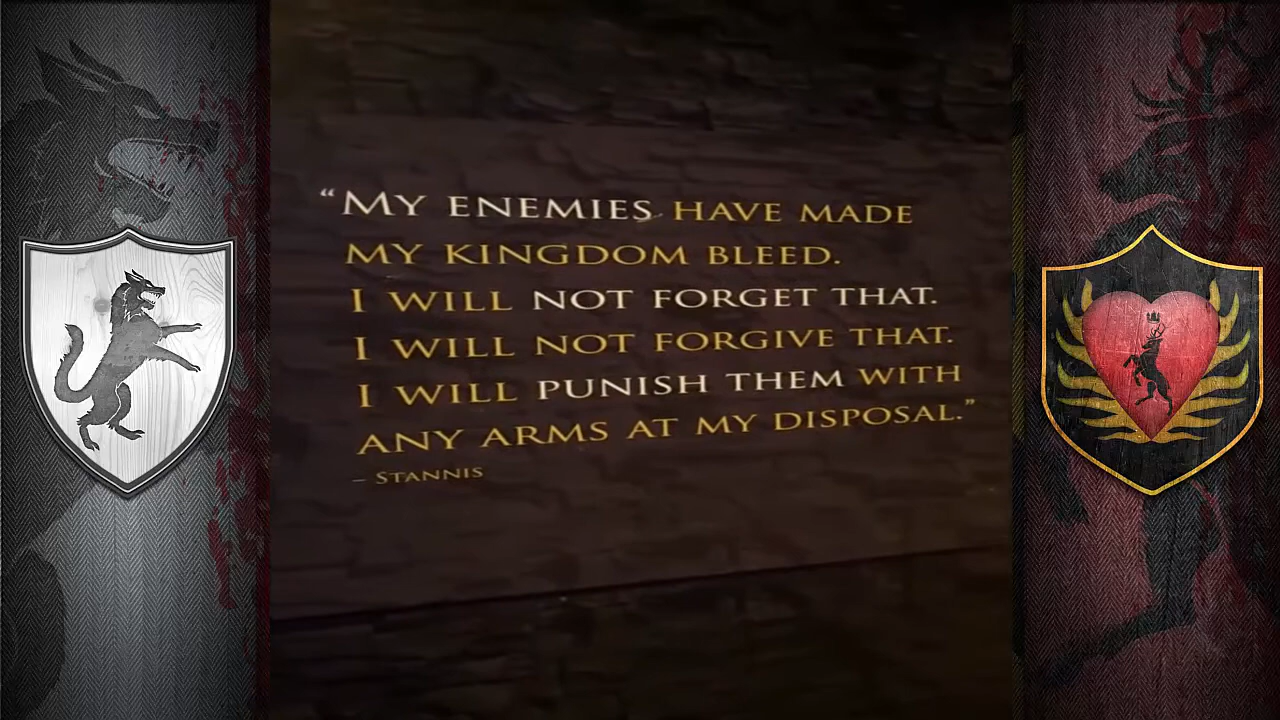 “MY ENEMIES HAVE MADE
MY KINGDOM BLEED.
I WILL NOT FORGET THAT.
I WILL NOT FORGIVE THAT.
I WILL PUNISH THEM WITH
ANY ARMS AT MY DISPOSAL.”
– STANNIS